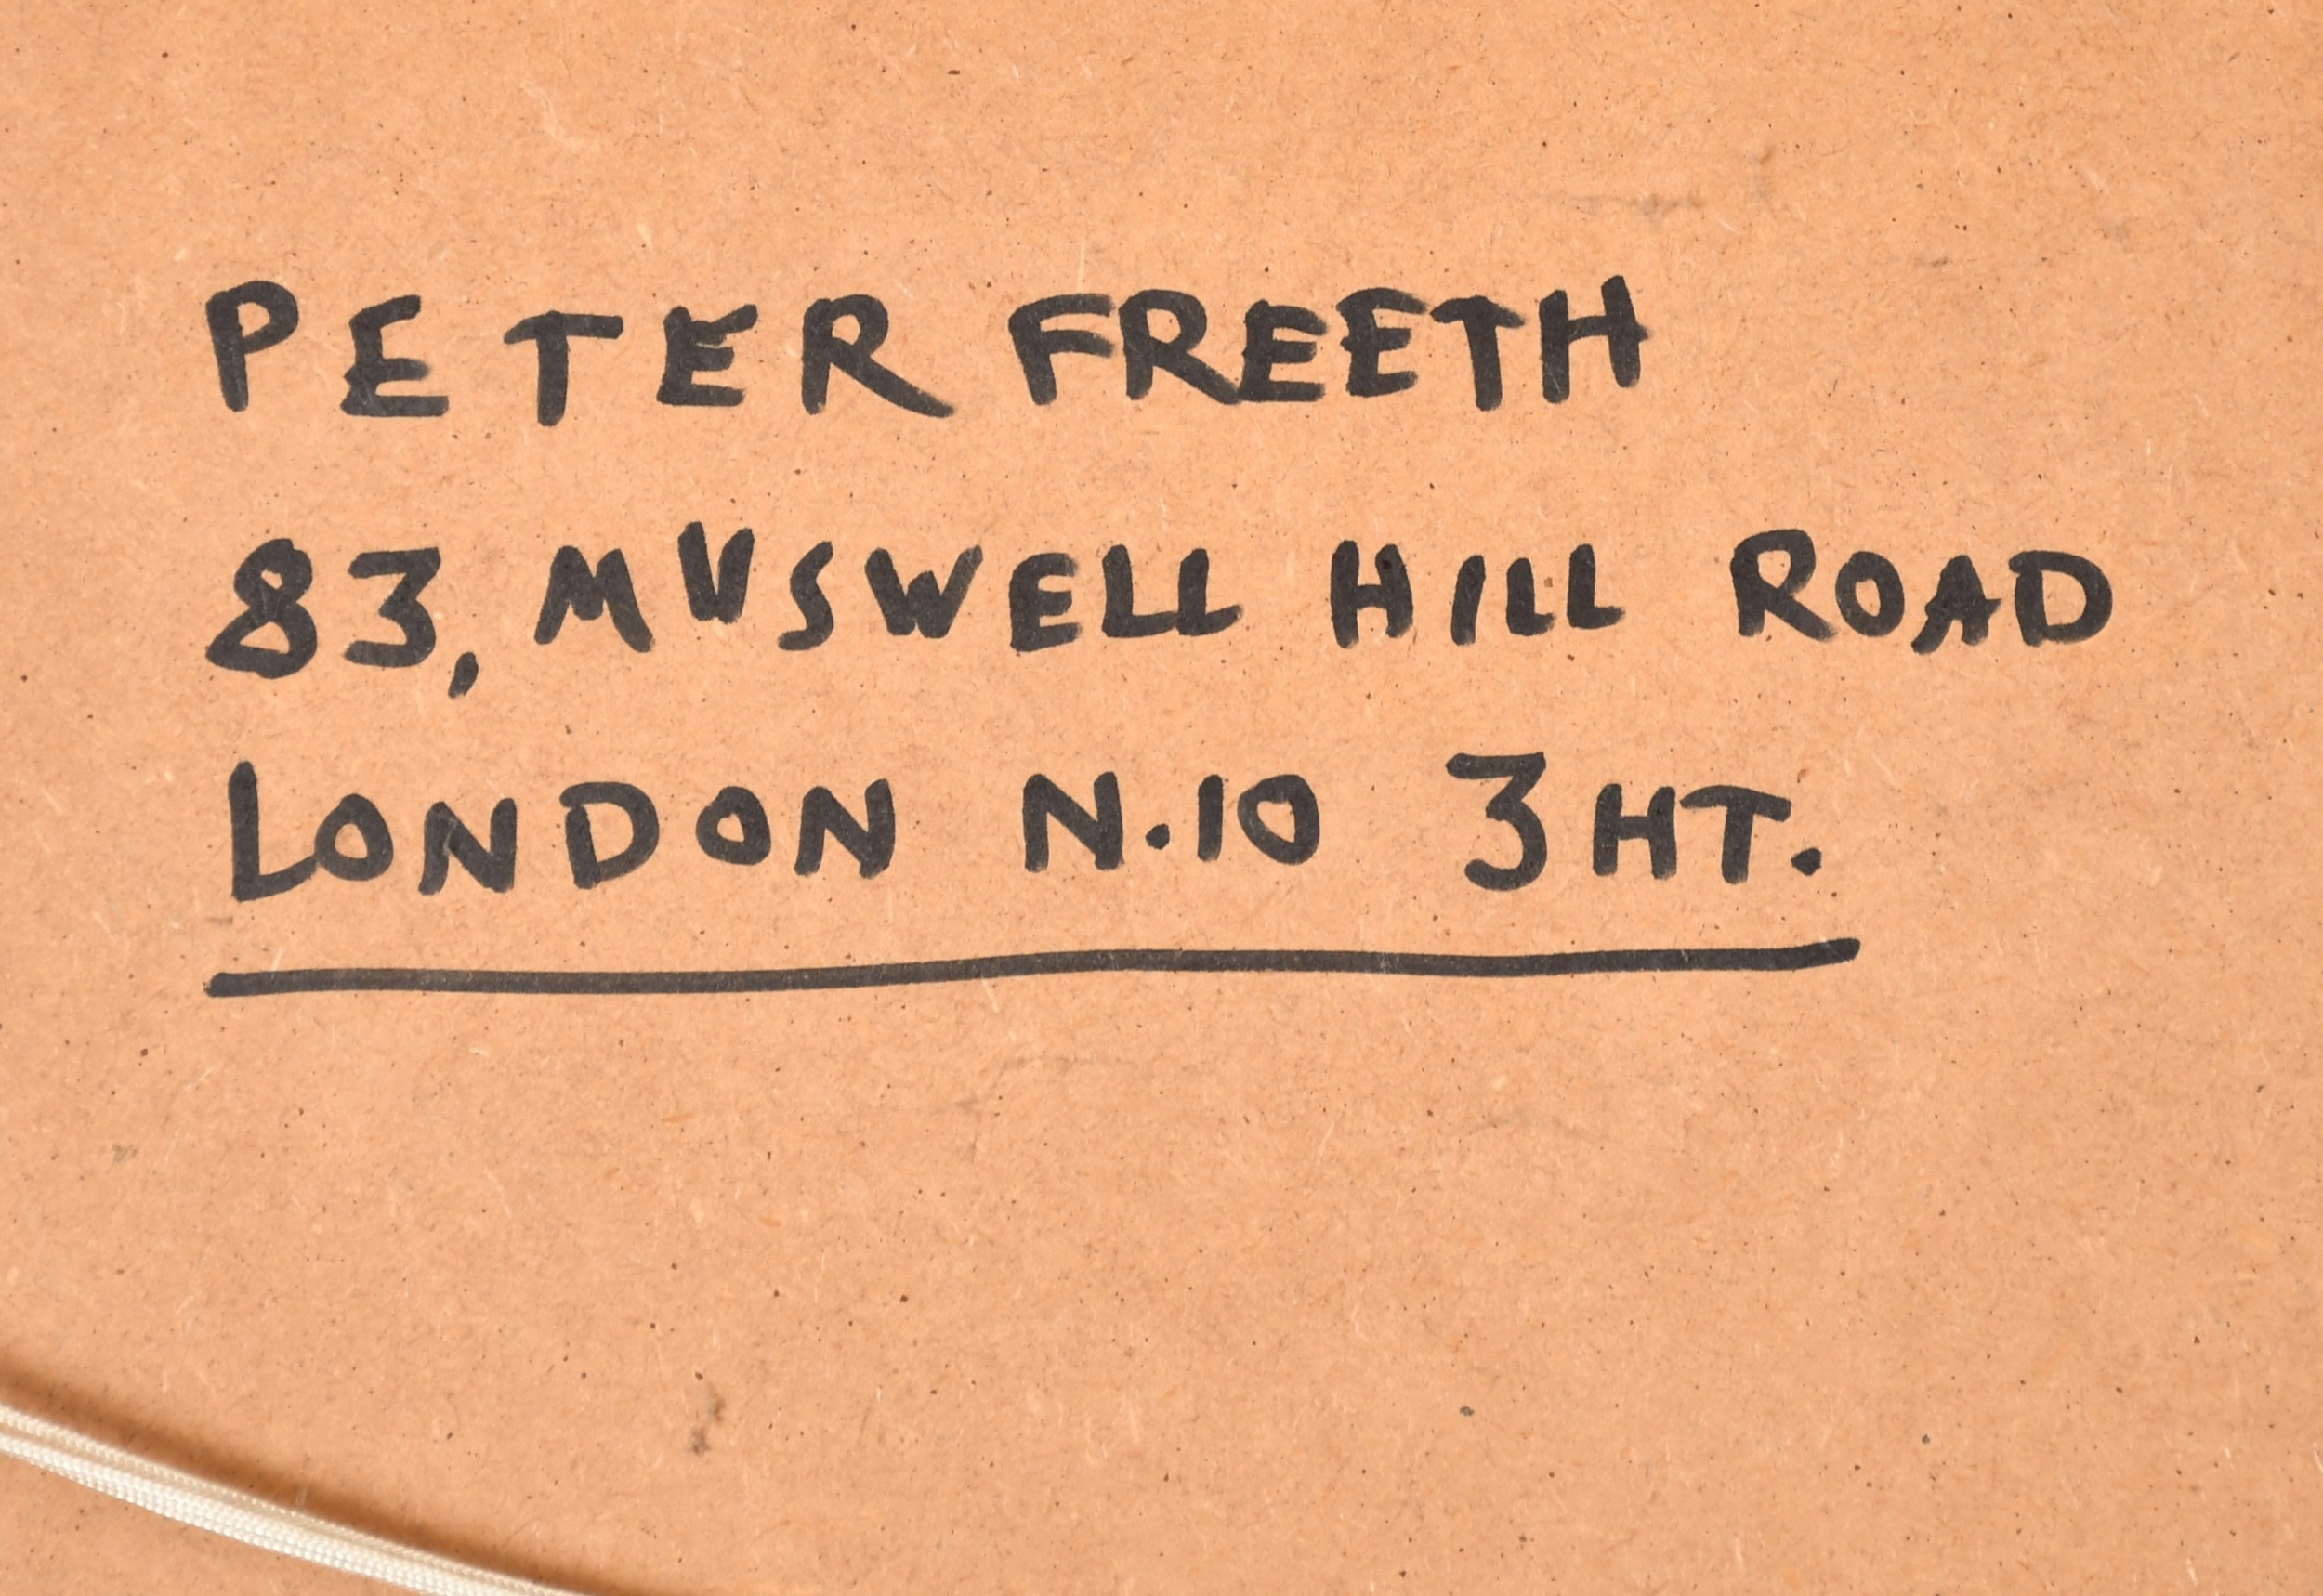 PETER FREETH
83, MUSWELL HILL ROAD
LONDON N.10 3HT.